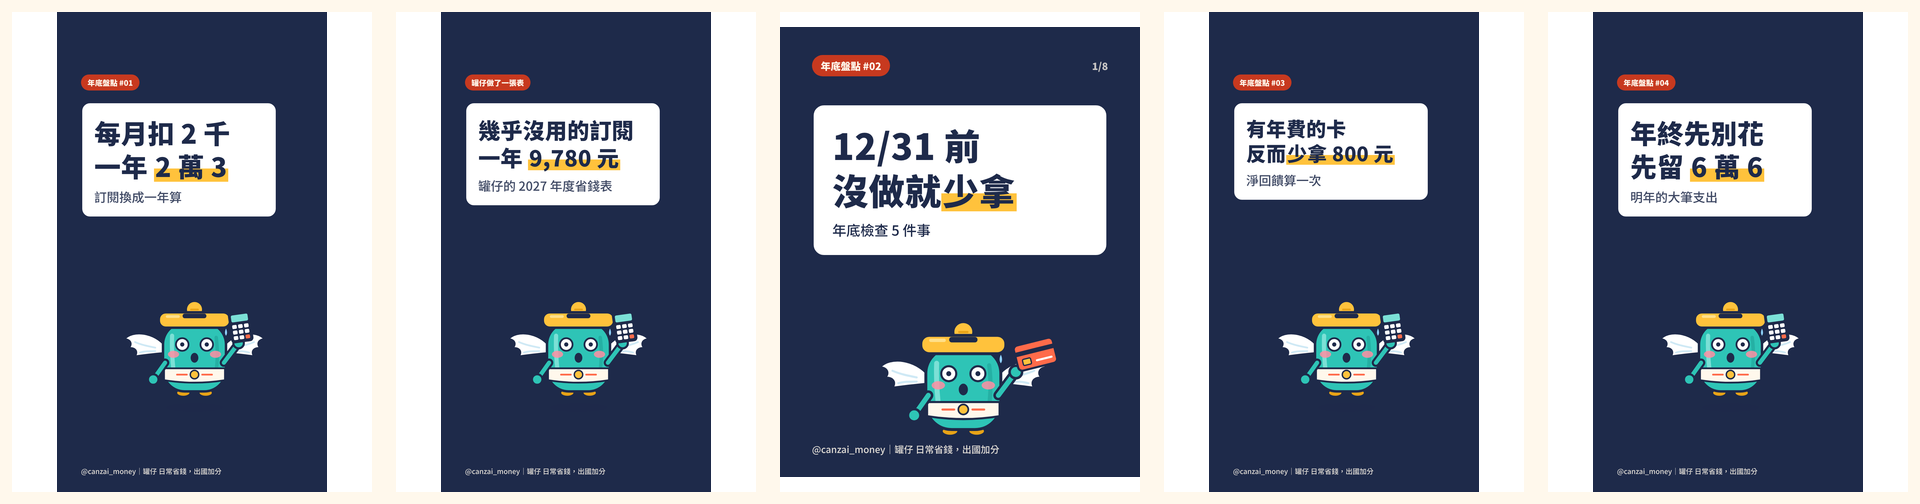 年底盤點 #01
每月扣 2 千
一年 2 萬 3
訂閱換成一年算
@canzai_money｜罐仔 日常省錢，出國加分
罐仔做了一張表
幾乎沒用的訂閱
一年 9,780 元
罐仔的 2027 年度省錢表
@canzai_money｜罐仔 日常省錢，出國加分
年底盤點 #02
1/8
12/31 前
沒做就少拿
年底檢查 5 件事
@canzai_money｜罐仔 日常省錢，出國加分
年底盤點 #03
有年費的卡
反而少拿 800 元
淨回饋算一次
@canzai_money｜罐仔 日常省錢，出國加分
年底盤點 #04
年終先別花
先留 6 萬 6
明年的大筆支出
@canzai_money｜罐仔 日常省錢，出國加分